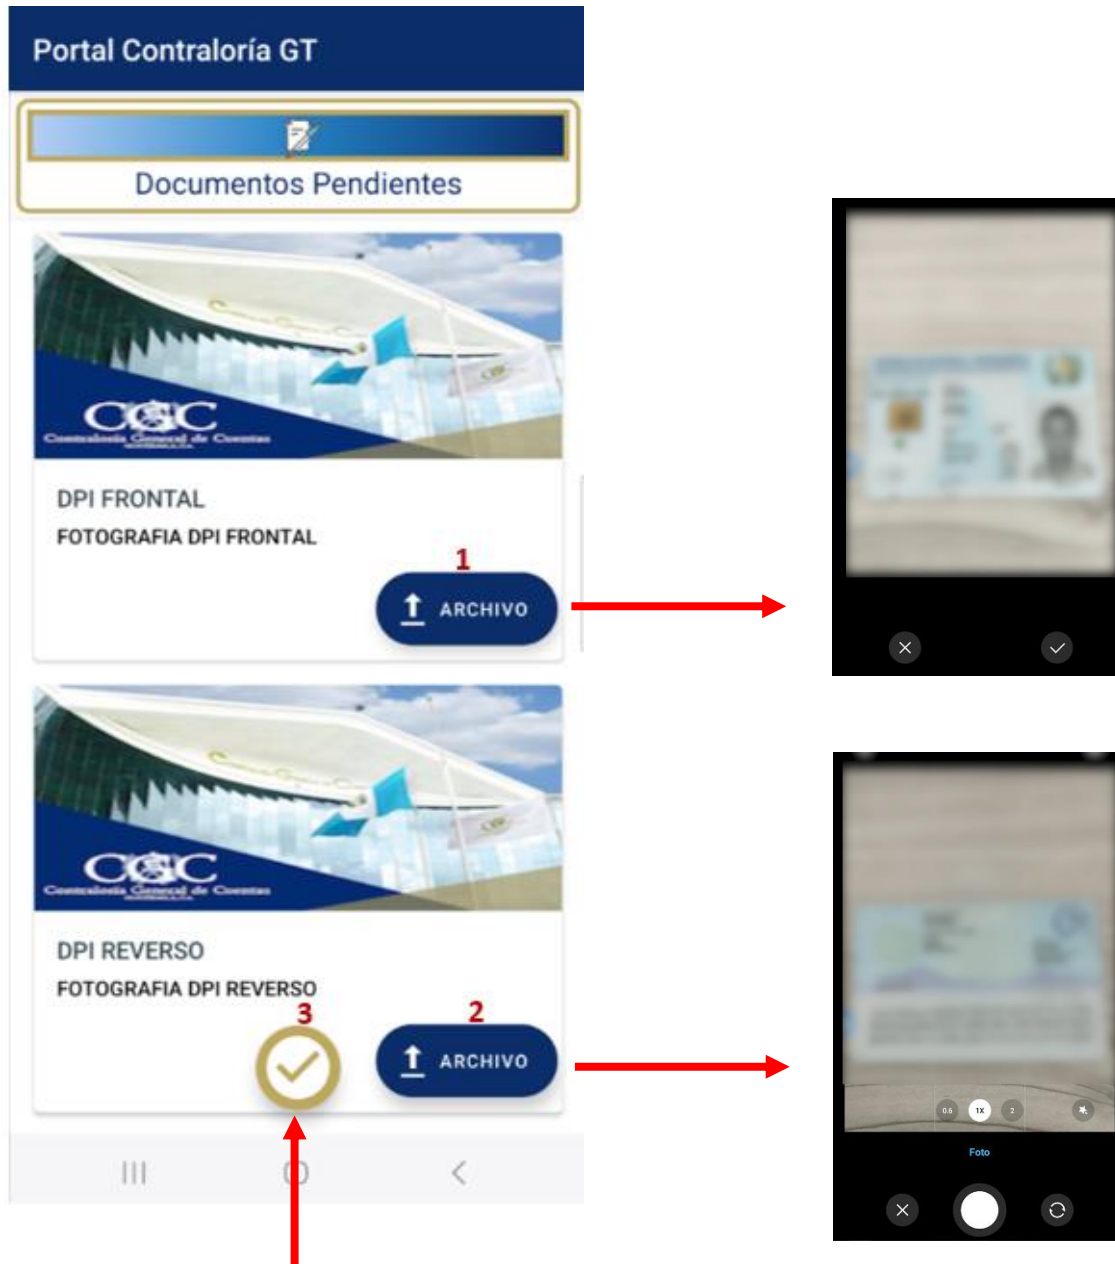 Portal Contraloría GT
Documentos Pendientes
CGC
Contraloría General de Cuentas
DPI FRONTAL
FOTOGRAFIA DPI FRONTAL
1
ARCHIVO
CGC
Contraloría General de Cuentas
DPI REVERSO
FOTOGRAFIA DPI REVERSO
3
2
ARCHIVO
0.6
1X
2
Foto